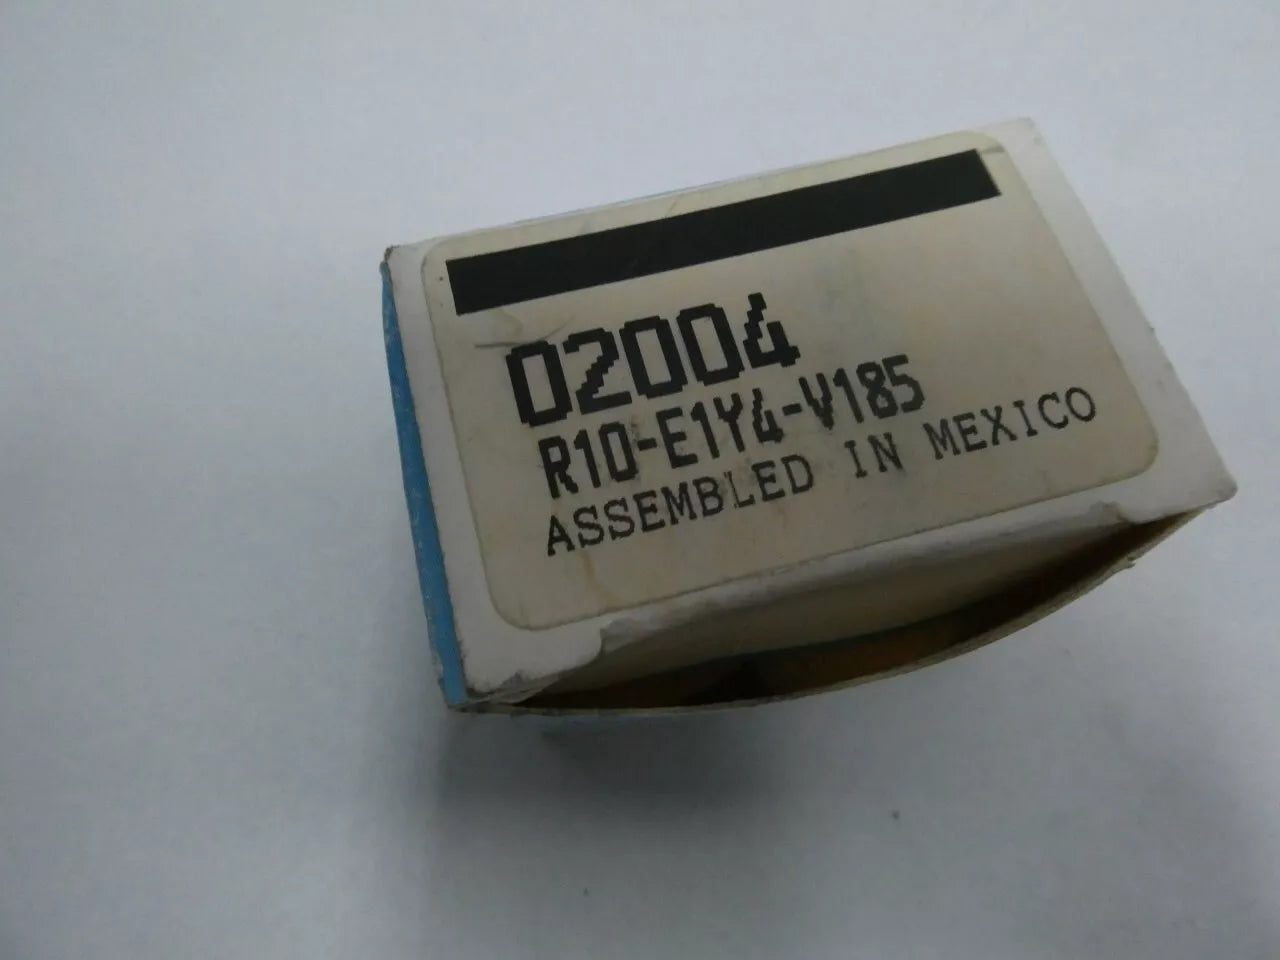 02004
R10-E1Y4-V185
ASSEMBLED IN MEXICO